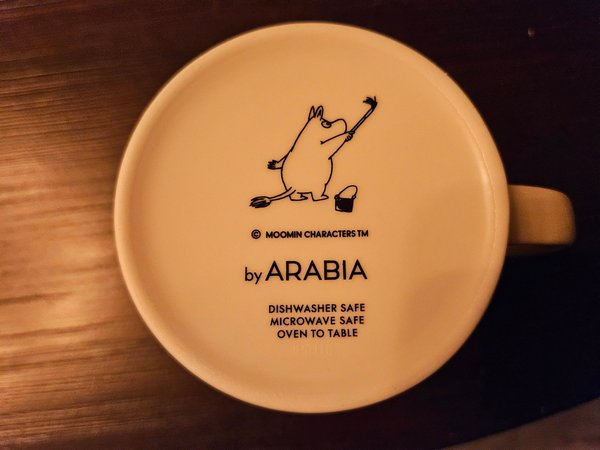 © MOOMIN CHARACTERS TM
by ARABIA
DISHWASHER SAFE
MICROWAVE SAFE
OVEN TO TABLE